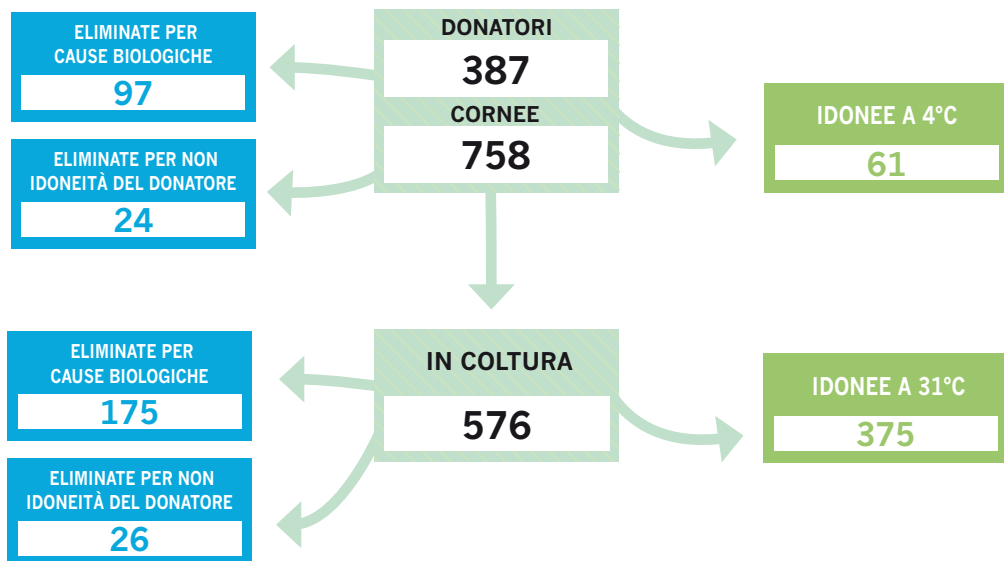 ELIMINATE PER
CAUSE BIOLOGICHE
97
ELIMINATE PER NON
IDONEITÀ DEL DONATORE
24
DONATORI
387
CORNEE
758
IDONEE A 4°C
61
ELIMINATE PER
CAUSE BIOLOGICHE
175
ELIMINATE PER NON
IDONEITÀ DEL DONATORE
26
IN COLTURA
576
IDONEE A 31°C
375